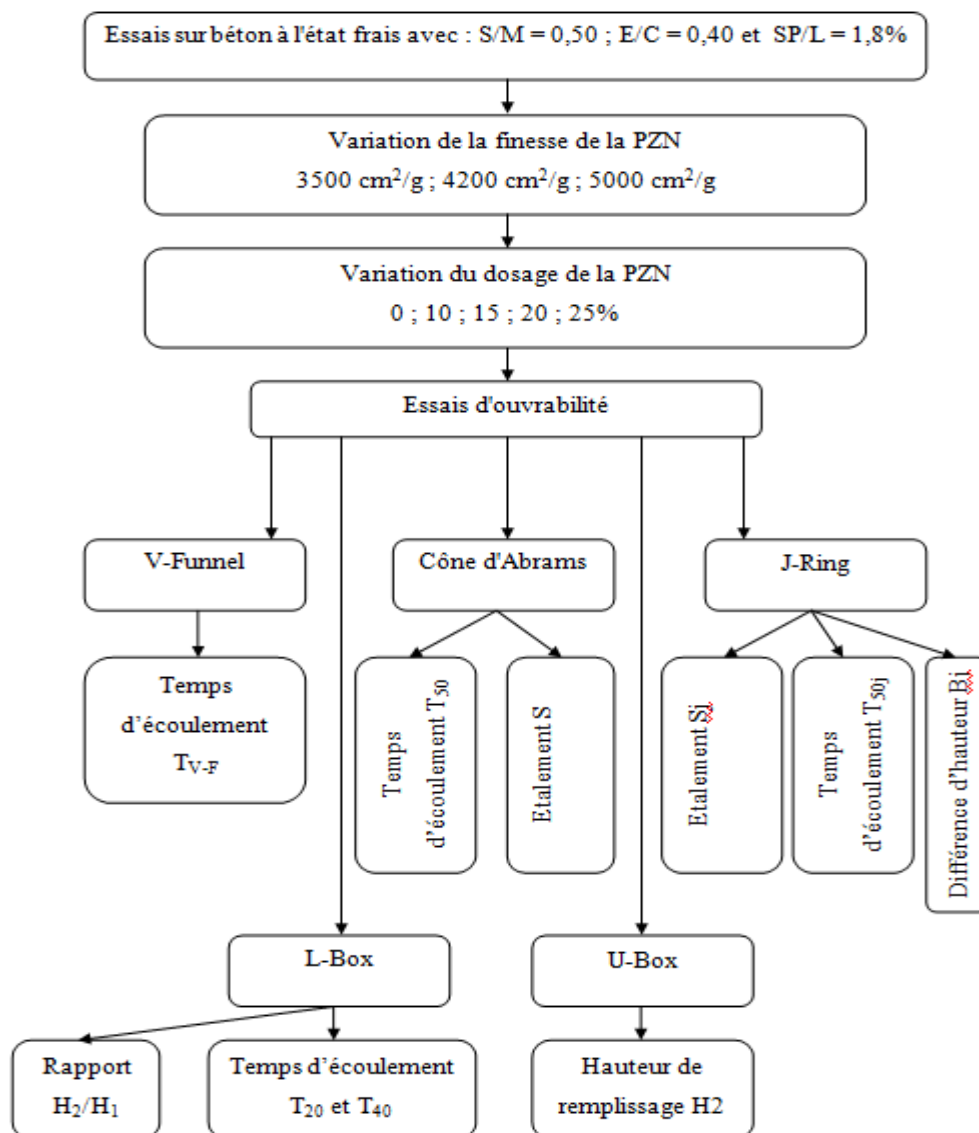 Essais sur béton à l'état frais avec : S/M = 0,50 ; E/C = 0,40 et SP/L = 1,8%
Variation de la finesse de la PZN
3500 cm²/g ; 4200 cm²/g ; 5000 cm²/g
Variation du dosage de la PZN
0 ; 10 ; 15 ; 20 ; 25%
Essais d'ouvrabilité
V-Funnel
Cône d'Abrams
J-Ring
Temps
d’écoulement
T_V-F
Temps
d’écoulement T₅₀
Etalement S
Etalement Sj
Temps
d’écoulement T₅₀ⱼ
Différence d’hauteur Bj
L-Box
U-Box
Rapport
H₂/H₁
Temps d’écoulement
T₂₀ et T₄₀
Hauteur de
remplissage H2